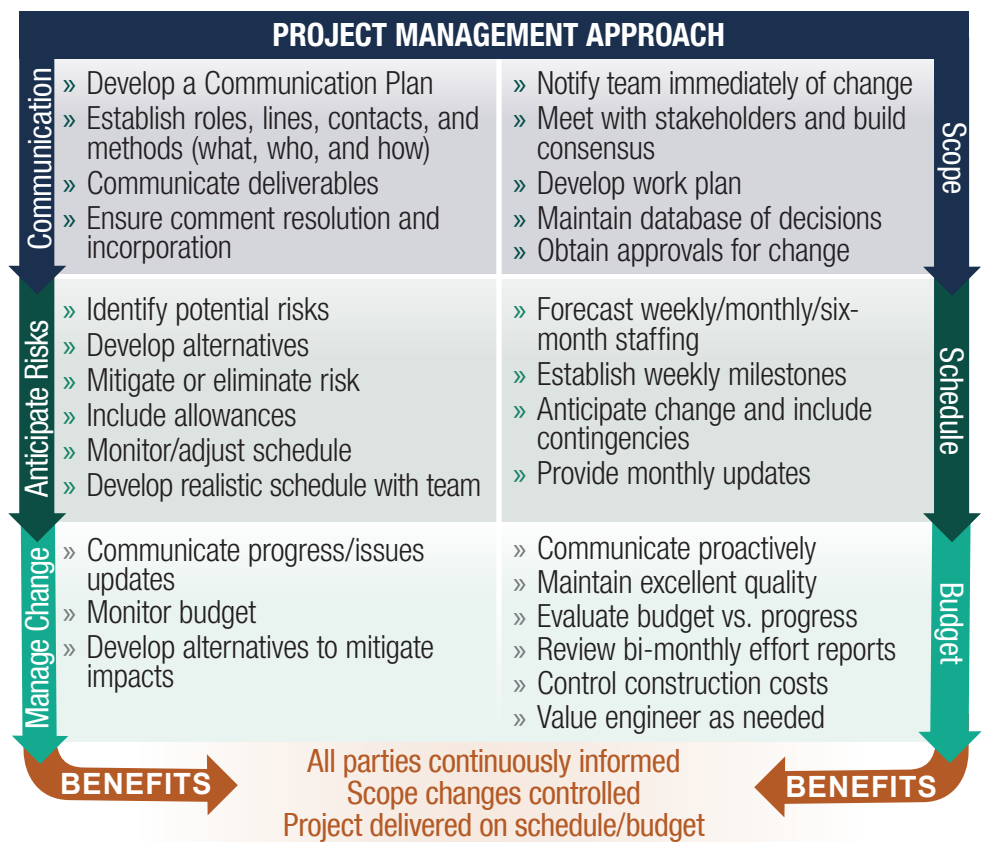 PROJECT MANAGEMENT APPROACH
Communication
» Develop a Communication Plan
» Establish roles, lines, contacts, and
methods (what, who, and how)
» Communicate deliverables
» Ensure comment resolution and
incorporation
» Notify team immediately of change
» Meet with stakeholders and build
consensus
» Develop work plan
» Maintain database of decisions
» Obtain approvals for change
Scope
Anticipate Risks
» Identify potential risks
» Develop alternatives
» Mitigate or eliminate risk
» Include allowances
» Monitor/adjust schedule
» Develop realistic schedule with team
» Forecast weekly/monthly/six-
month staffing
» Establish weekly milestones
» Anticipate change and include
contingencies
» Provide monthly updates
Schedule
Manage Change
» Communicate progress/issues
updates
» Monitor budget
» Develop alternatives to mitigate
impacts
» Communicate proactively
» Maintain excellent quality
» Evaluate budget vs. progress
» Review bi-monthly effort reports
» Control construction costs
» Value engineer as needed
Budget
BENEFITS
All parties continuously informed
Scope changes controlled
Project delivered on schedule/budget
BENEFITS